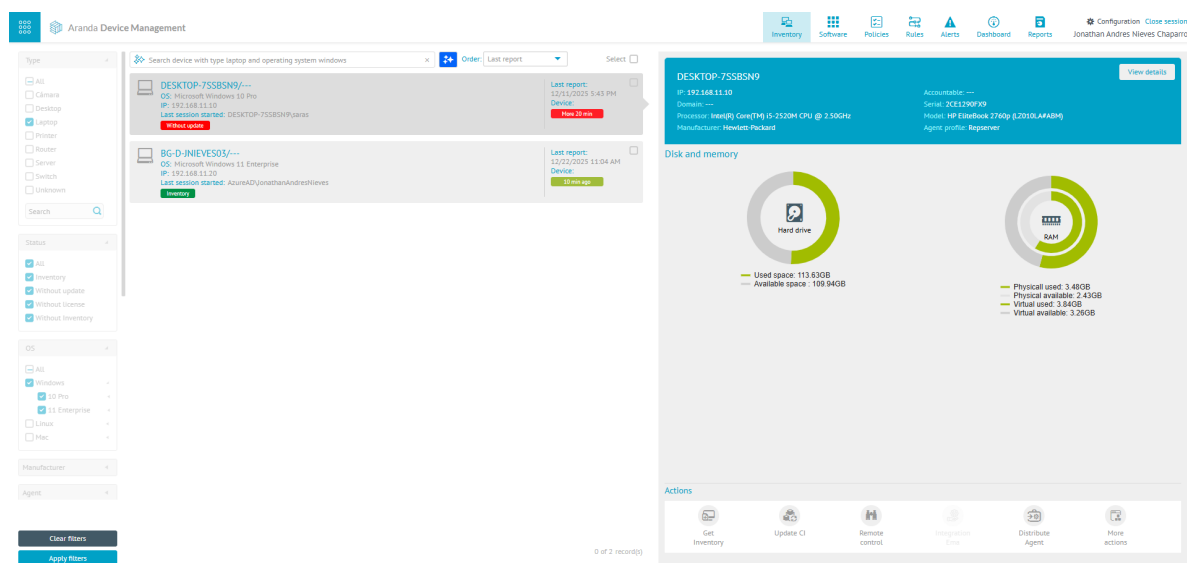 Aranda Device Management
Inventory
Software
Policies
Rules
Alerts
Dashboard
Reports
Configuration Close session
Jonathan Andres Nieves Chaparro
Type
All
Cámara
Desktop
Laptop
Printer
Router
Server
Switch
Unknown
Search
Status
All
Inventory
Without update
Without license
Without Inventory
OS
All
Windows
10 Pro
11 Enterprise
Linux
Mac
Manufacturer
Agent
Clear filters
Apply filters
Search device with type laptop and operating system windows
Order: Last report
Select
DESKTOP-7SSBSN9/---
OS: Microsoft Windows 10 Pro
IP: 192.168.11.10
Last session started: DESKTOP-7SSBSN9\saras
Without update
Last report:
12/11/2025 5:43 PM
Device:
More 20 min
BG-D-JNIEVES03/---
OS: Microsoft Windows 11 Enterprise
IP: 192.168.11.20
Last session started: AzureAD\JonathanAndresNieves
Inventory
Last report:
12/22/2025 11:04 AM
Device:
10 min ago
0 of 2 record(s)
DESKTOP-7SSBSN9
View details
IP: 192.168.11.10
Domain: ---
Processor: Intel(R) Core(TM) i5-2520M CPU @ 2.50GHz
Manufacturer: Hewlett-Packard
Accountable: ---
Serial: 2CE1290FX9
Model: HP EliteBook 2760p (LZ010LA#ABM)
Agent profile: Repserver
Disk and memory
Hard drive
Used space: 113.63GB
Available space : 109.94GB
RAM
Physicall used: 3.48GB
Physical available: 2.43GB
Virtual used: 3.84GB
Virtual available: 3.26GB
Actions
Get
Inventory
Update CI
Remote
control
Distribute
Agent
More
actions